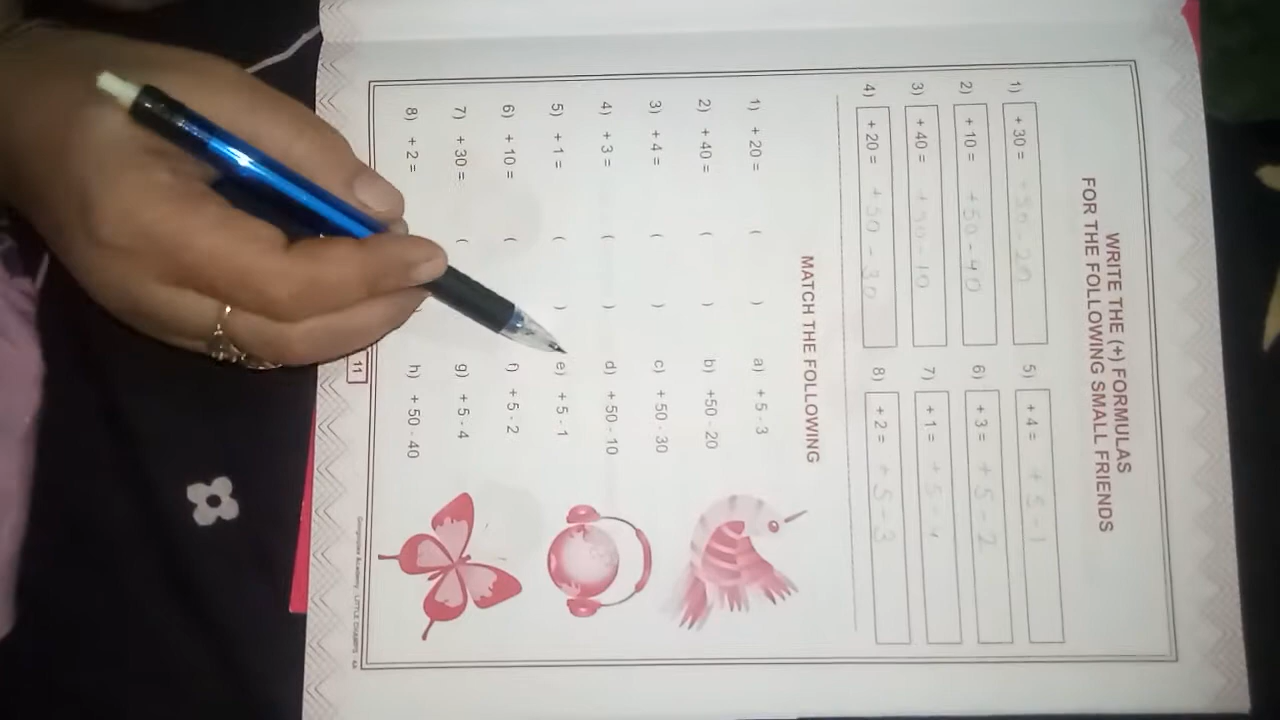 WRITE THE (+) FORMULAS
FOR THE FOLLOWING SMALL FRIENDS
1) + 30 = + 50 - 20
2) + 10 = + 50 - 40
3) + 40 = + 50 - 10
4) + 20 = + 50 - 30
5) + 4 = + 5 - 1
6) + 3 = + 5 - 2
7) + 1 = + 5 - 4
8) + 2 = + 5 - 3
MATCH THE FOLLOWING
1) + 20 = ( ) a) + 5 - 3
2) + 40 = ( ) b) +50 - 20
3) + 4 = ( ) c) + 50 - 30
4) + 3 = ( ) d) + 50 - 10
5) + 1 = ( ) e) + 5 - 1
6) + 10 = ( f) + 5 - 2
7) + 30 = ( g) + 5 - 4
8) + 2 = h) + 50 - 40
11
Academy - LITTLE CHAMPS - 4A